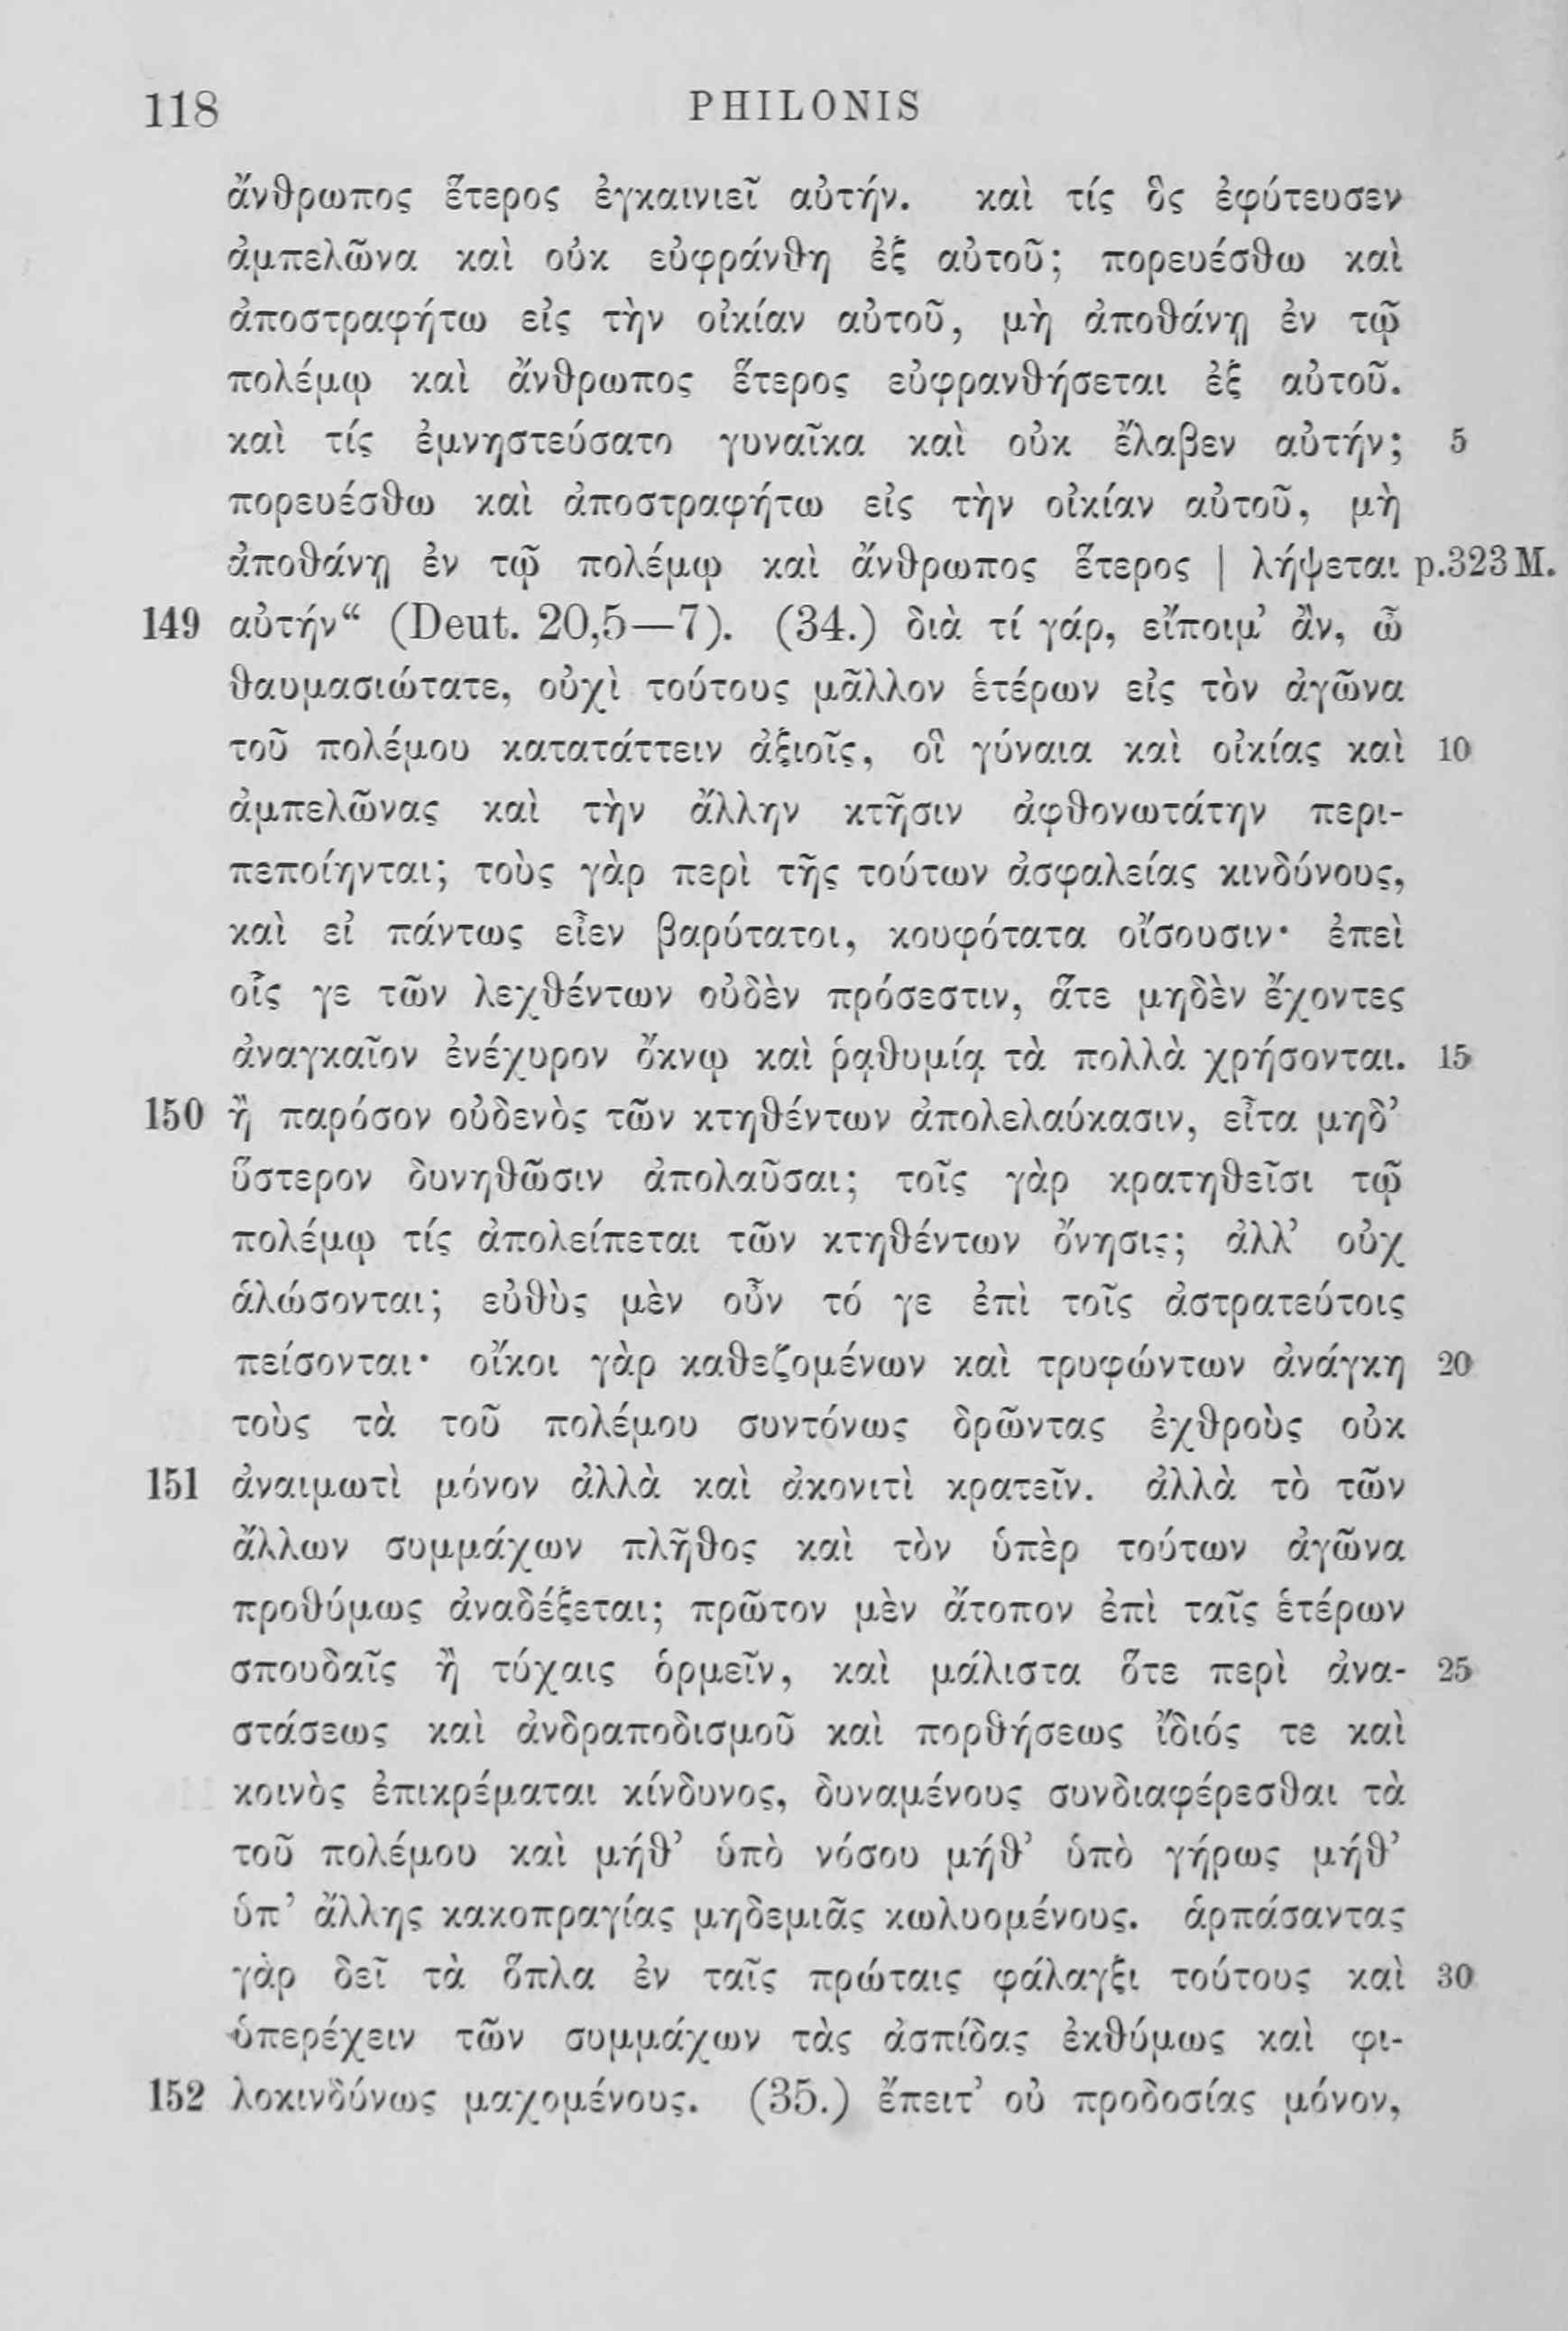 118 PHILONIS
ἄνθρωπος ἕτερος ἐγκαινιεῖ αὐτήν. καὶ τίς ὃς ἐφύτευσεν
ἀμπελῶνα καὶ οὐκ εὐφράνθη ἐξ αὐτοῦ; πορευέσθω καὶ
ἀποστραφήτω εἰς τὴν οἰκίαν αὐτοῦ, μὴ ἀποθάνῃ ἐν τῷ
πολέμῳ καὶ ἄνθρωπος ἕτερος εὐφρανθήσεται ἐξ αὐτοῦ.
καὶ τίς ἐμνηστεύσατο γυναῖκα καὶ οὐκ ἔλαβεν αὐτήν; 5
πορευέσθω καὶ ἀποστραφήτω εἰς τὴν οἰκίαν αὐτοῦ, μὴ
ἀποθάνῃ ἐν τῷ πολέμῳ καὶ ἄνθρωπος ἕτερος | λήψεται p.323 M.
149 αὐτήν“ (Deut. 20,5—7). (34.) διὰ τί γάρ, εἴποιμ’ ἂν, ὦ
θαυμασιώτατε, οὐχὶ τούτους μᾶλλον ἑτέρων εἰς τὸν ἀγῶνα
τοῦ πολέμου κατατάττειν ἀξιοῖς, οἳ γύναια καὶ οἰκίας καὶ 10
ἀμπελῶνας καὶ τὴν ἄλλην κτῆσιν ἀφθονωτάτην περι-
πεποίηνται; τοὺς γὰρ περὶ τῆς τούτων ἀσφαλείας κινδύνους,
καὶ εἰ πάντως εἶεν βαρύτατοι, κουφότατα οἴσουσιν· ἐπεὶ
οἷς γε τῶν λεχθέντων οὐδὲν πρόσεστιν, ἅτε μηδὲν ἔχοντες
ἀναγκαῖον ἐνέχυρον ὄκνῳ καὶ ῥᾳθυμίᾳ τὰ πολλὰ χρήσονται. 15
150 ἢ παρόσον οὐδενὸς τῶν κτηθέντων ἀπολελαύκασιν, εἶτα μηδ’
ὕστερον δυνηθῶσιν ἀπολαῦσαι; τοῖς γὰρ κρατηθεῖσι τῷ
πολέμῳ τίς ἀπολείπεται τῶν κτηθέντων ὄνησις; ἀλλ’ οὐχ
ἁλώσονται; εὐθὺς μὲν οὖν τό γε ἐπὶ τοῖς ἀστρατεύτοις
πείσονται· οἴκοι γὰρ καθεζομένων καὶ τρυφώντων ἀνάγκη 20
τοὺς τὰ τοῦ πολέμου συντόνως δρῶντας ἐχθροὺς οὐκ
151 ἀναιμωτὶ μόνον ἀλλὰ καὶ ἀκονιτὶ κρατεῖν. ἀλλὰ τὸ τῶν
ἄλλων συμμάχων πλῆθος καὶ τὸν ὑπὲρ τούτων ἀγῶνα
προθύμως ἀναδέξεται; πρῶτον μὲν ἄτοπον ἐπὶ ταῖς ἑτέρων
σπουδαῖς ἢ τύχαις ὁρμεῖν, καὶ μάλιστα ὅτε περὶ ἀνα- 25
στάσεως καὶ ἀνδραποδισμοῦ καὶ πορθήσεως ἴδιός τε καὶ
κοινὸς ἐπικρέμαται κίνδυνος, δυναμένους συνδιαφέρεσθαι τὰ
τοῦ πολέμου καὶ μήθ’ ὑπὸ νόσου μήθ’ ὑπὸ γήρως μήθ’
ὑπ’ ἄλλης κακοπραγίας μηδεμιᾶς κωλυομένους. ἁρπάσαντας
γὰρ δεῖ τὰ ὅπλα ἐν ταῖς πρώταις φάλαγξι τούτους καὶ 30
ὑπερέχειν τῶν συμμάχων τὰς ἀσπίδας ἐκθύμως καὶ φι-
152 λοκινδύνως μαχομένους. (35.) ἔπειτ’ οὐ προδοσίας μόνον,